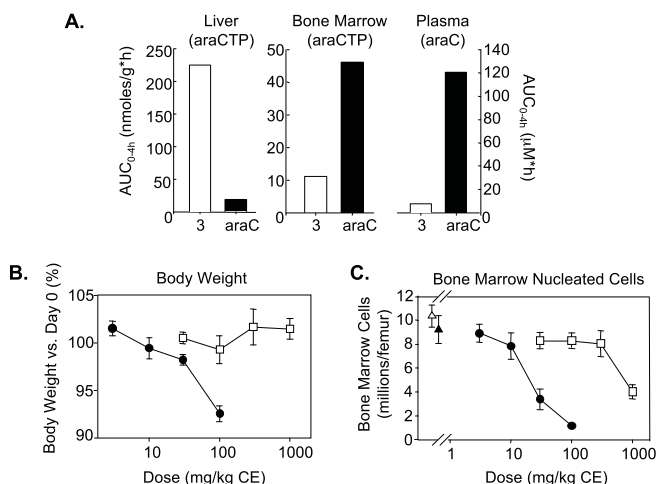 A.
Liver
(araCTP)
Bone Marrow
(araCTP)
Plasma
(araC)
AUC0-4h (nmoles/g*h)
250
200
150
100
50
0
3 araC
50
40
30
20
10
0
3 araC
140
120
100
80
60
40
20
0
3 araC
AUC0-4h (μM*h)
B.
Body Weight
Body Weight vs. Day 0 (%)
105
100
95
90
10 100 1000
Dose (mg/kg CE)
C.
Bone Marrow Nucleated Cells
Bone Marrow Cells
(millions/femur)
12
10
8
6
4
2
0
1 10 100 1000
Dose (mg/kg CE)